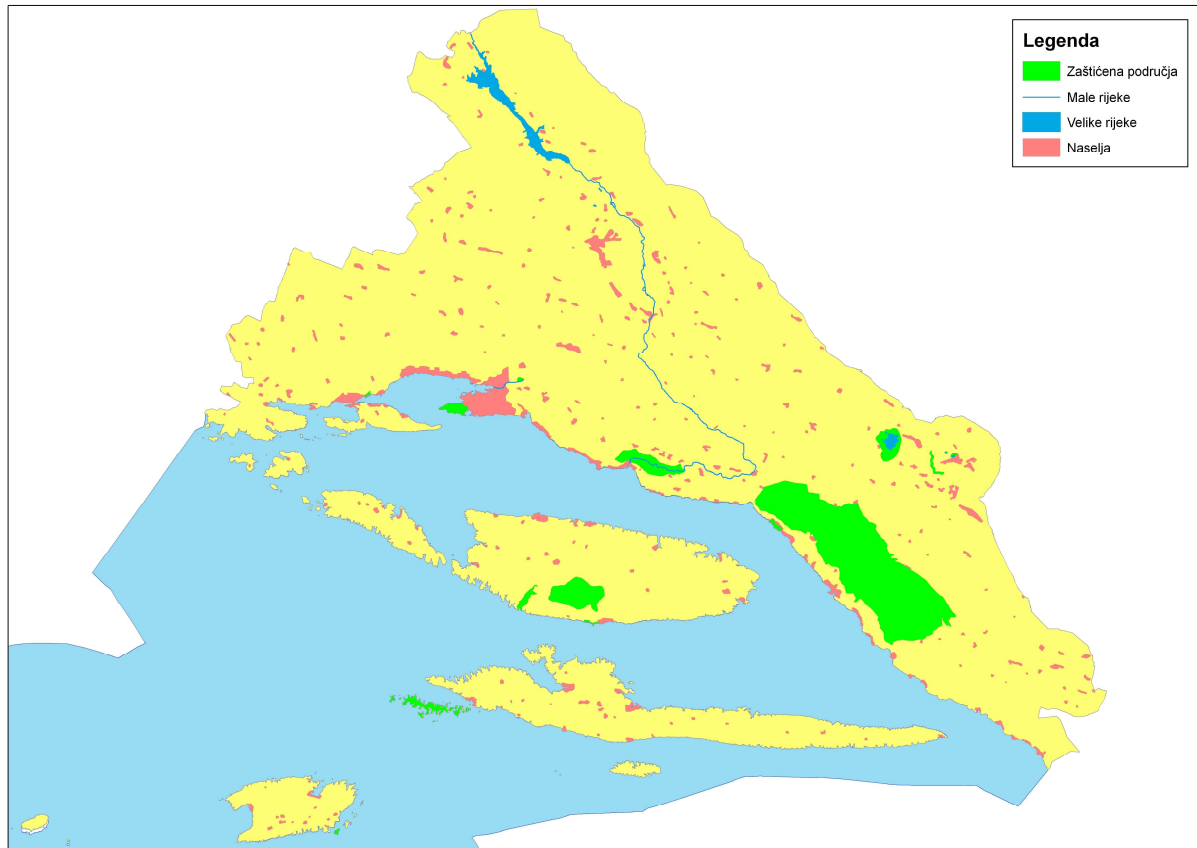 Legenda
Zaštićena područja
Male rijeke
Velike rijeke
Naselja